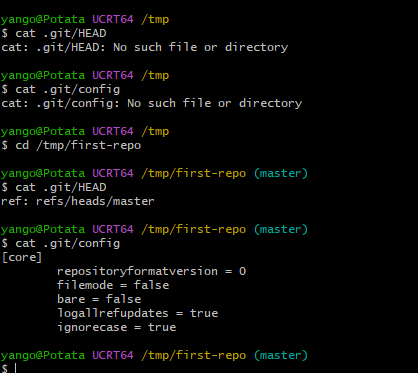 yango@Potata UCRT64 /tmp
$ cat .git/HEAD
cat: .git/HEAD: No such file or directory
yango@Potata UCRT64 /tmp
$ cat .git/config
cat: .git/config: No such file or directory
yango@Potata UCRT64 /tmp
$ cd /tmp/first-repo
yango@Potata UCRT64 /tmp/first-repo (master)
$ cat .git/HEAD
ref: refs/heads/master
yango@Potata UCRT64 /tmp/first-repo (master)
$ cat .git/config
[core]
        repositoryformatversion = 0
        filemode = false
        bare = false
        logallrefupdates = true
        ignorecase = true
yango@Potata UCRT64 /tmp/first-repo (master)
$